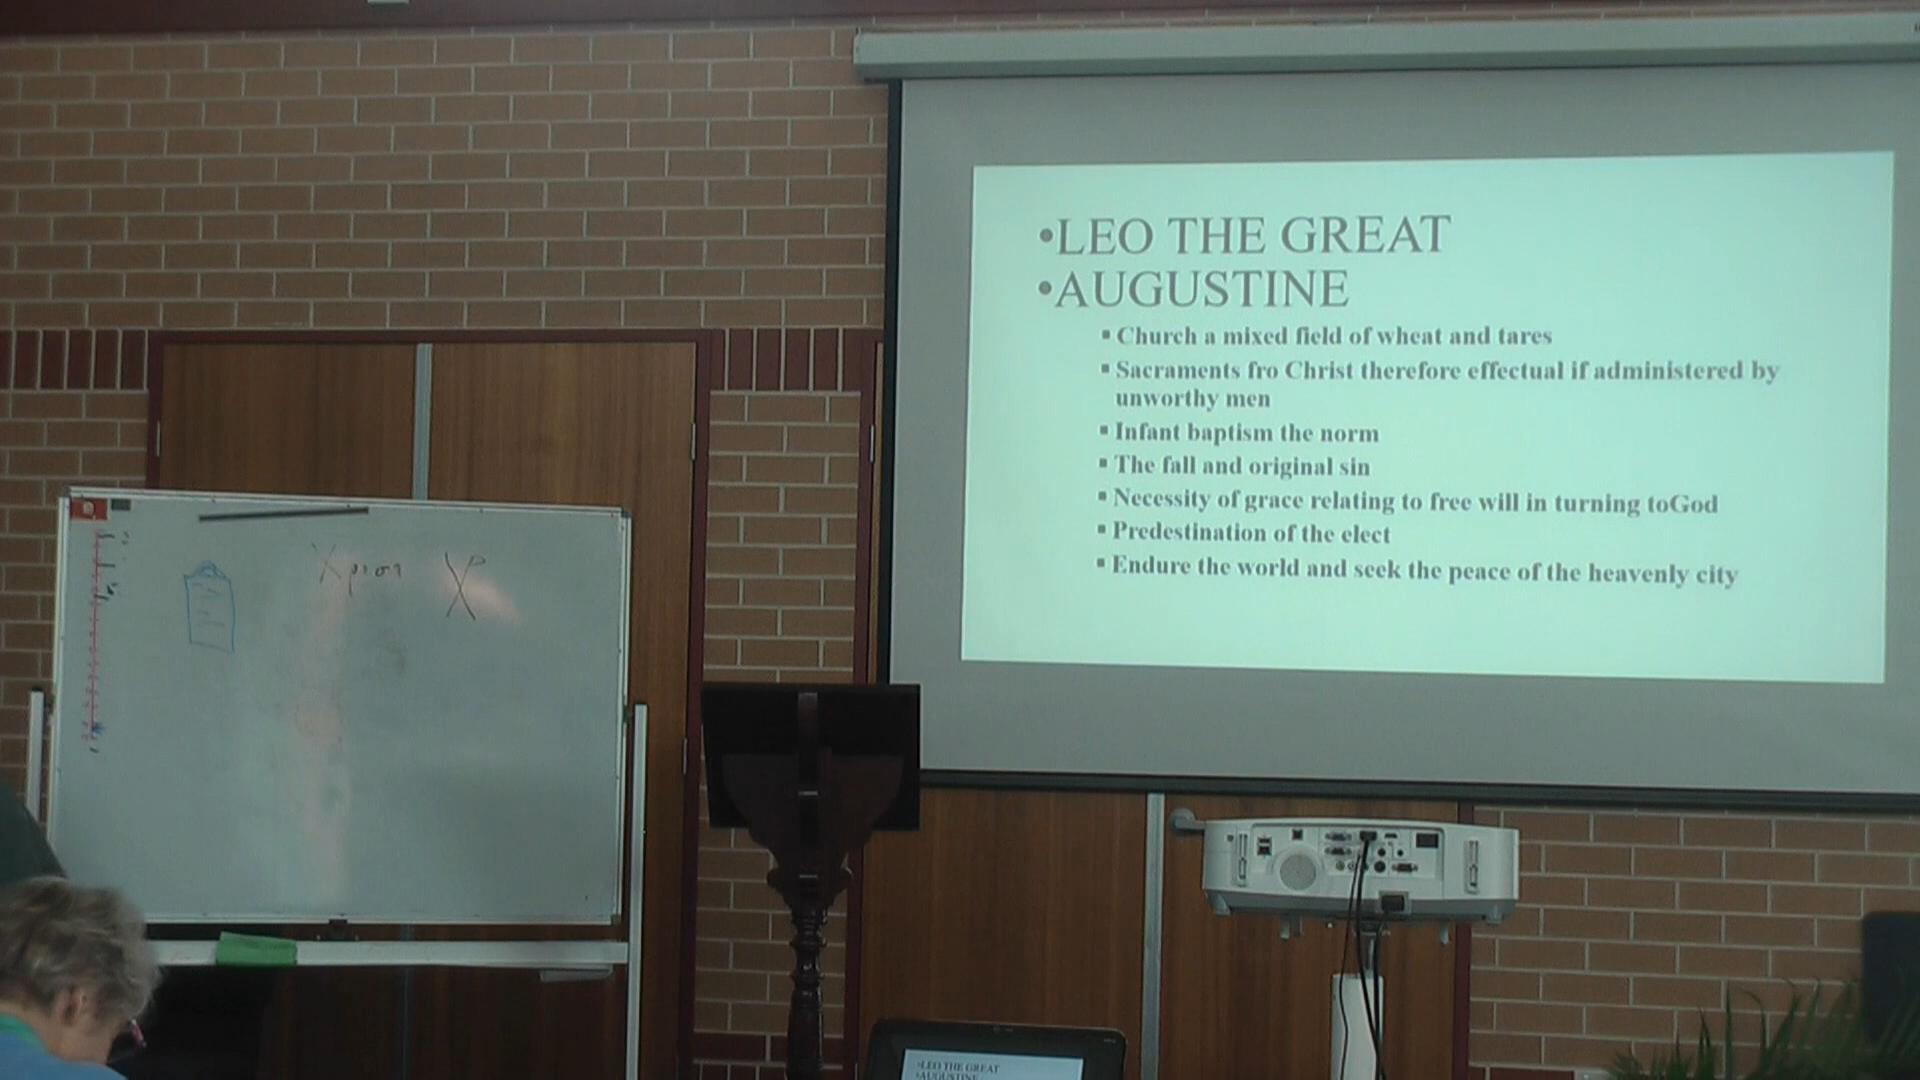 •LEO THE GREAT
•AUGUSTINE
▪Church a mixed field of wheat and tares
▪Sacraments fro Christ therefore effectual if administered by
unworthy men
▪Infant baptism the norm
▪The fall and original sin
▪Necessity of grace relating to free will in turning toGod
▪Predestination of the elect
▪Endure the world and seek the peace of the heavenly city
•LEO THE GREAT
•AUGUSTINE